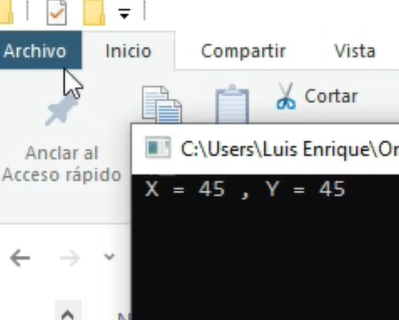 Archivo Inicio Compartir Vista
Cortar
Anclar al
Acceso rápido
C:\Users\Luis Enrique\Or
X = 45 , Y = 45